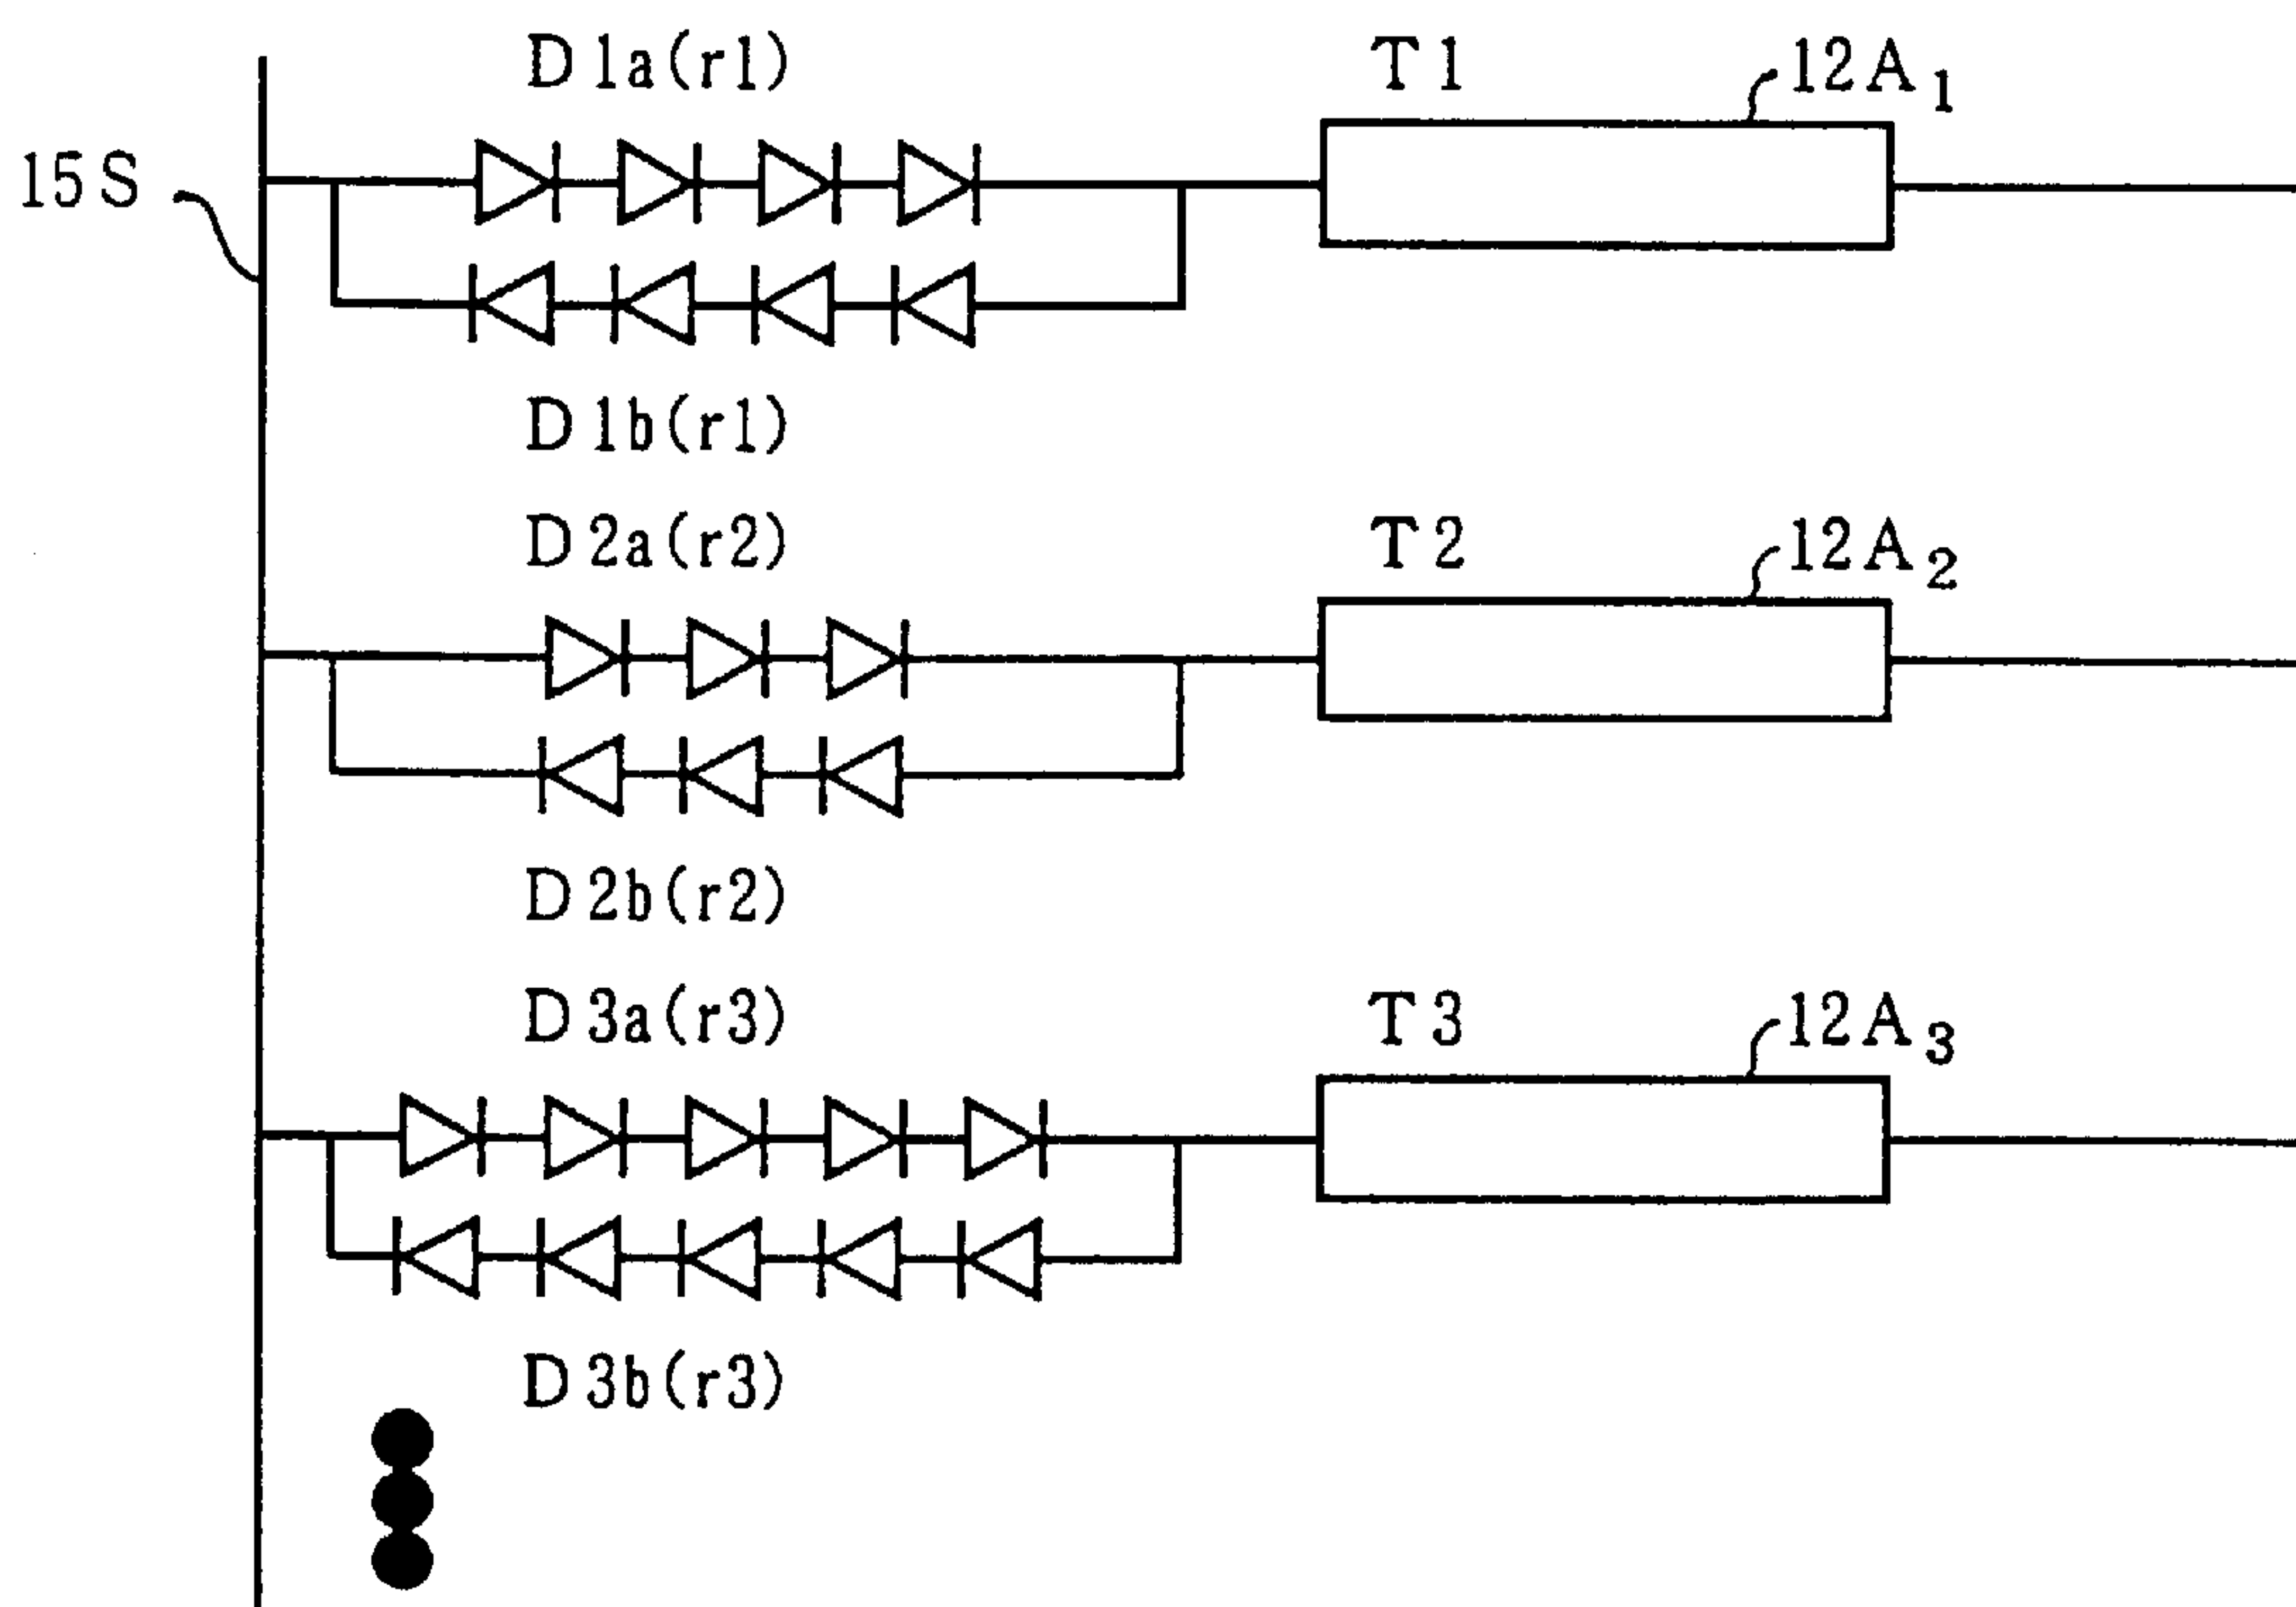 D1a(r1)
T1
12A1
15S
D1b(r1)
D2a(r2)
T2
12A2
D2b(r2)
D3a(r3)
T3
12A3
D3b(r3)